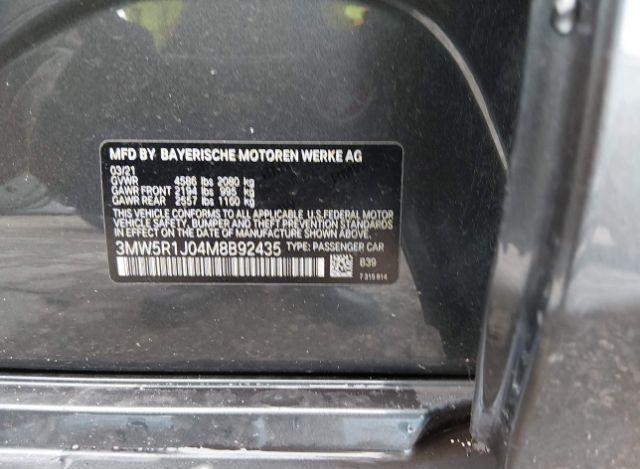 MFD BY BAYERISCHE MOTOREN WERKE AG
03/21
GVWR 4586 lbs 2080 kg
GAWR FRONT 2194 lbs 995 kg
GAWR REAR 2557 lbs 1160 kg
THIS VEHICLE CONFORMS TO ALL APPLICABLE U.S. FEDERAL MOTOR
VEHICLE SAFETY, BUMPER AND THEFT PREVENTION STANDARDS
IN EFFECT ON THE DATE OF MANUFACTURE SHOWN ABOVE.
3MW5R1J04M8B92435 TYPE: PASSENGER CAR
B39
7 315 814